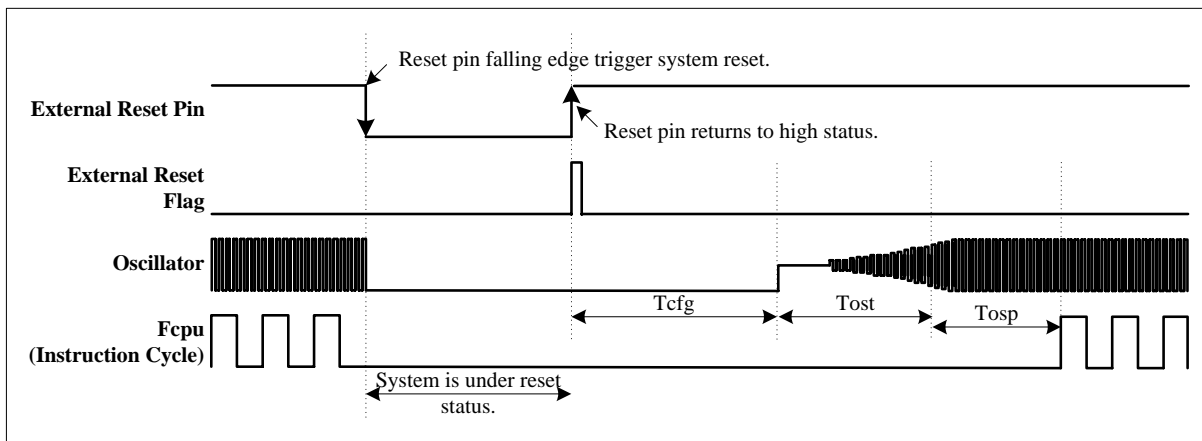 Reset pin falling edge trigger system reset.
External Reset Pin
Reset pin returns to high status.
External Reset
Flag
Oscillator
Tcfg
Tost
Tosp
Fcpu
(Instruction Cycle)
System is under reset
status.